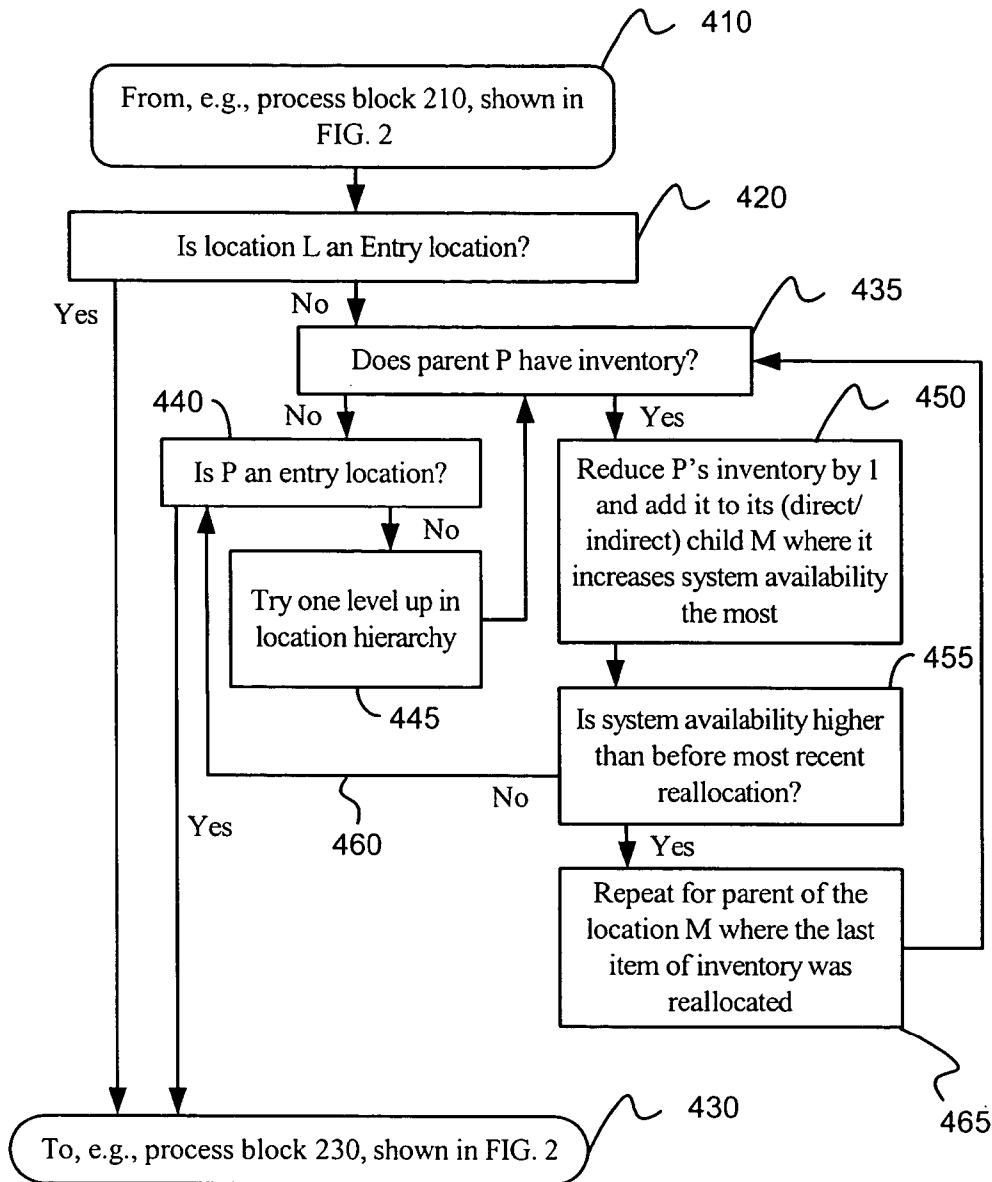 410
From, e.g., process block 210, shown in
FIG. 2
420
Is location L an Entry location?
Yes
No
435
Does parent P have inventory?
440
No
Yes
450
Is P an entry location?
Reduce P's inventory by 1
and add it to its (direct/
indirect) child M where it
increases system availability
the most
No
Try one level up in
location hierarchy
445
455
Is system availability higher
than before most recent
reallocation?
No
Yes
460
Yes
Repeat for parent of the
location M where the last
item of inventory was
reallocated
465
430
To, e.g., process block 230, shown in FIG. 2